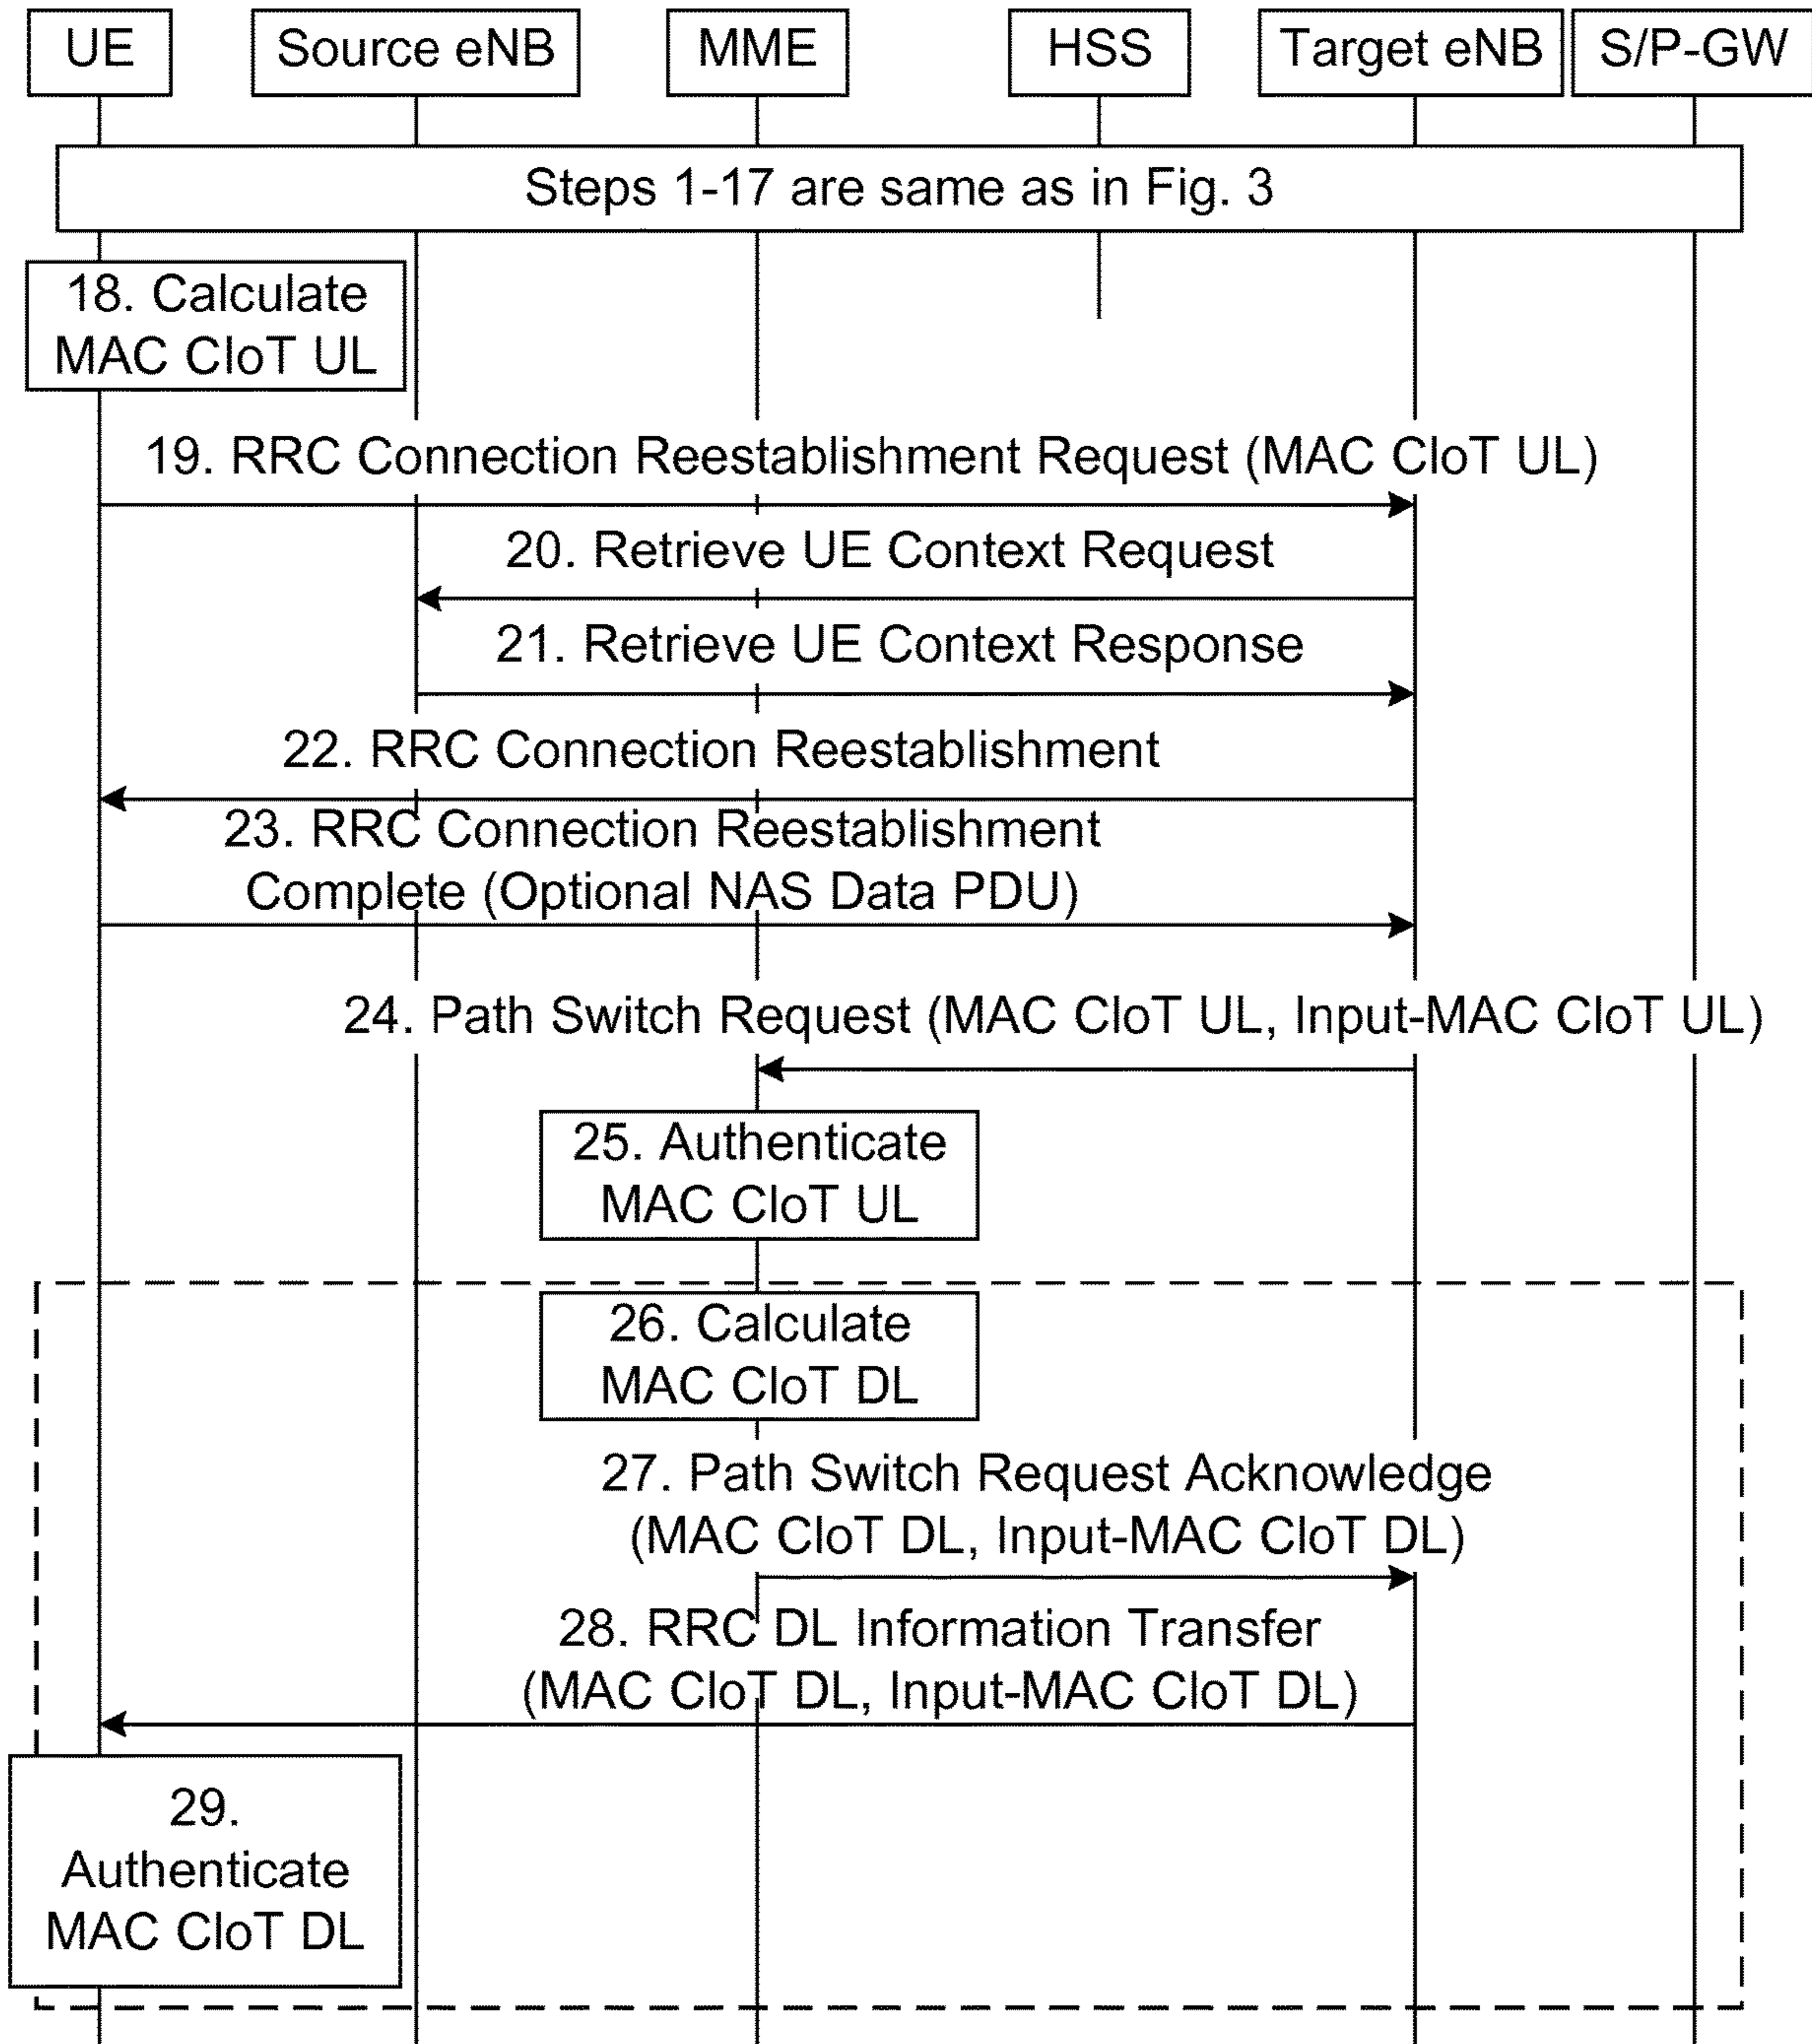 UE
Source eNB
MME
HSS
Target eNB
S/P-GW
Steps 1-17 are same as in Fig. 3
18. Calculate
MAC CIoT UL
19. RRC Connection Reestablishment Request (MAC CIoT UL)
20. Retrieve UE Context Request
21. Retrieve UE Context Response
22. RRC Connection Reestablishment
23. RRC Connection Reestablishment
Complete (Optional NAS Data PDU)
24. Path Switch Request (MAC CIoT UL, Input-MAC CIoT UL)
25. Authenticate
MAC CIoT UL
26. Calculate
MAC CIoT DL
27. Path Switch Request Acknowledge
(MAC CIoT DL, Input-MAC CIoT DL)
28. RRC DL Information Transfer
(MAC CIoT DL, Input-MAC CIoT DL)
29.
Authenticate
MAC CIoT DL